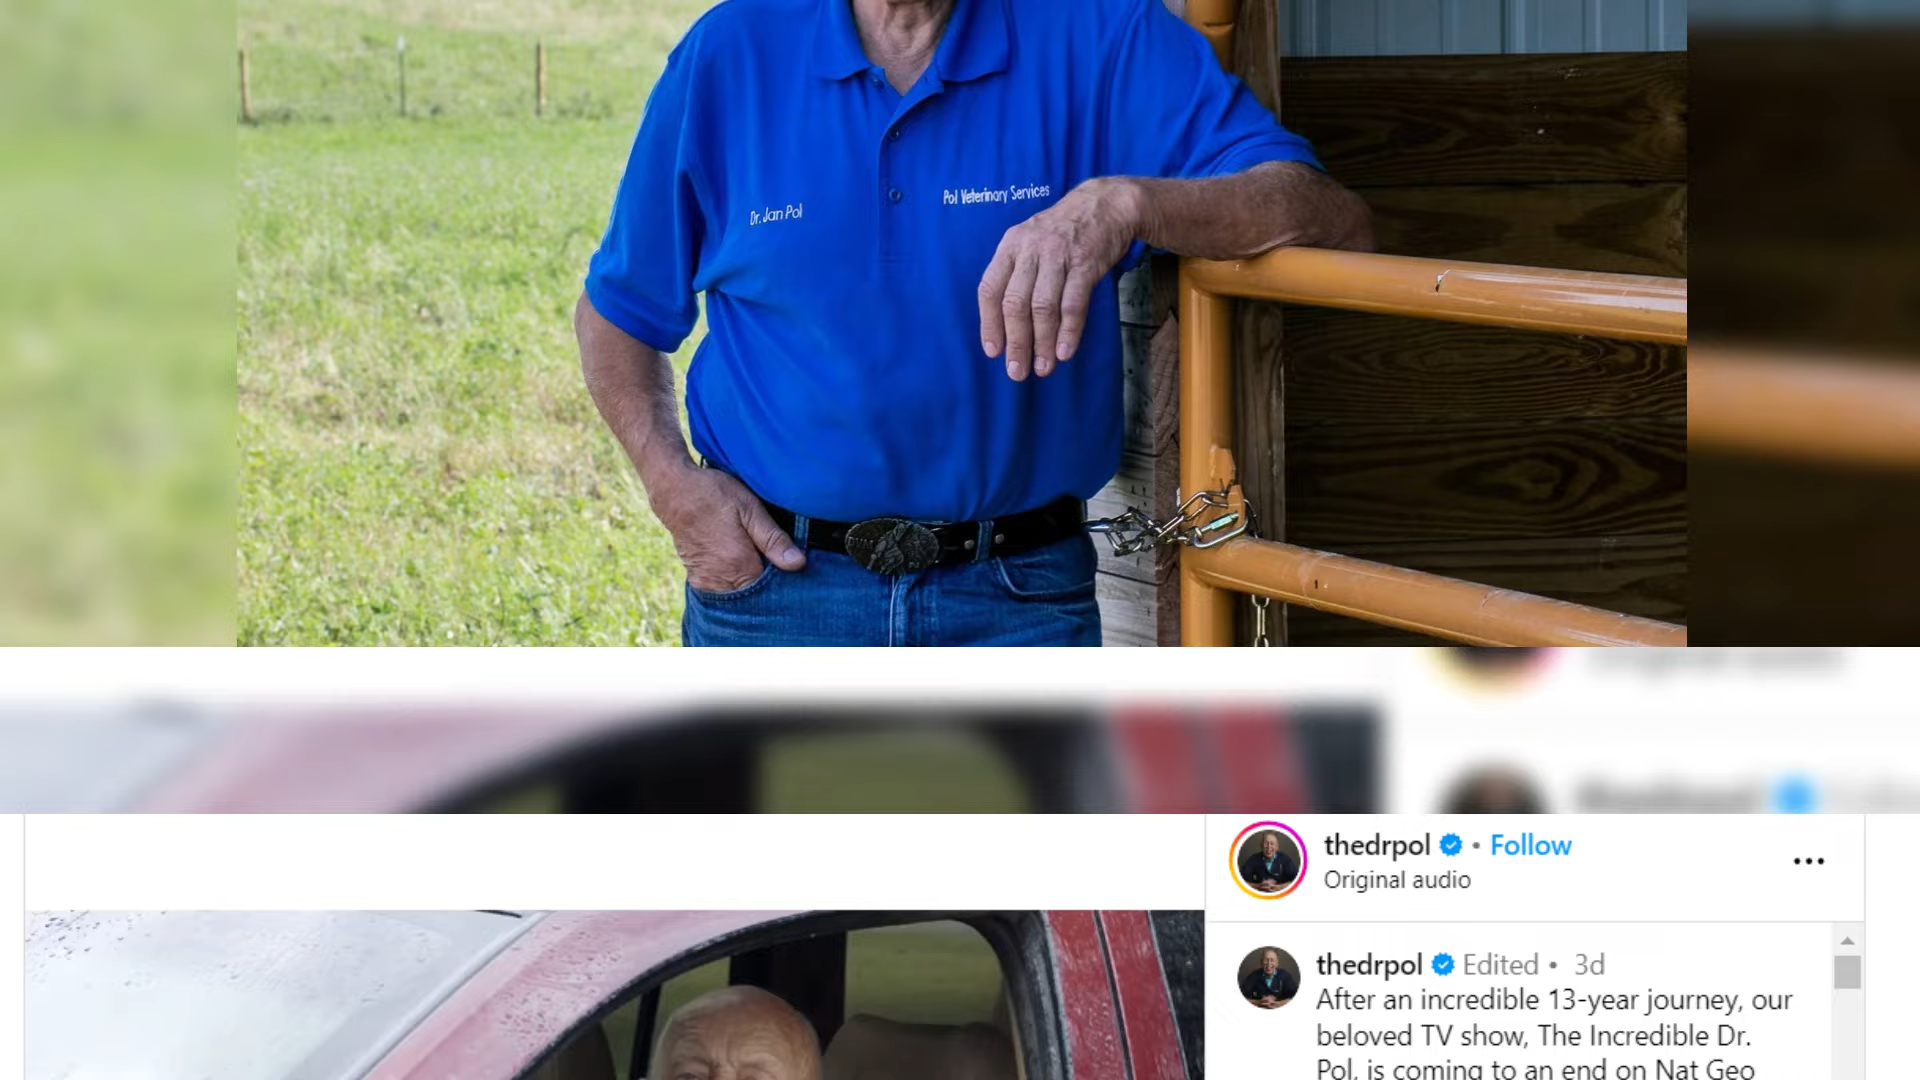 Dr. Jan Pol
Pol Veterinary Services
thedrpol • Follow
Original audio
thedrpol Edited • 3d
After an incredible 13-year journey, our
beloved TV show, The Incredible Dr.
Pol, is coming to an end on Nat Geo